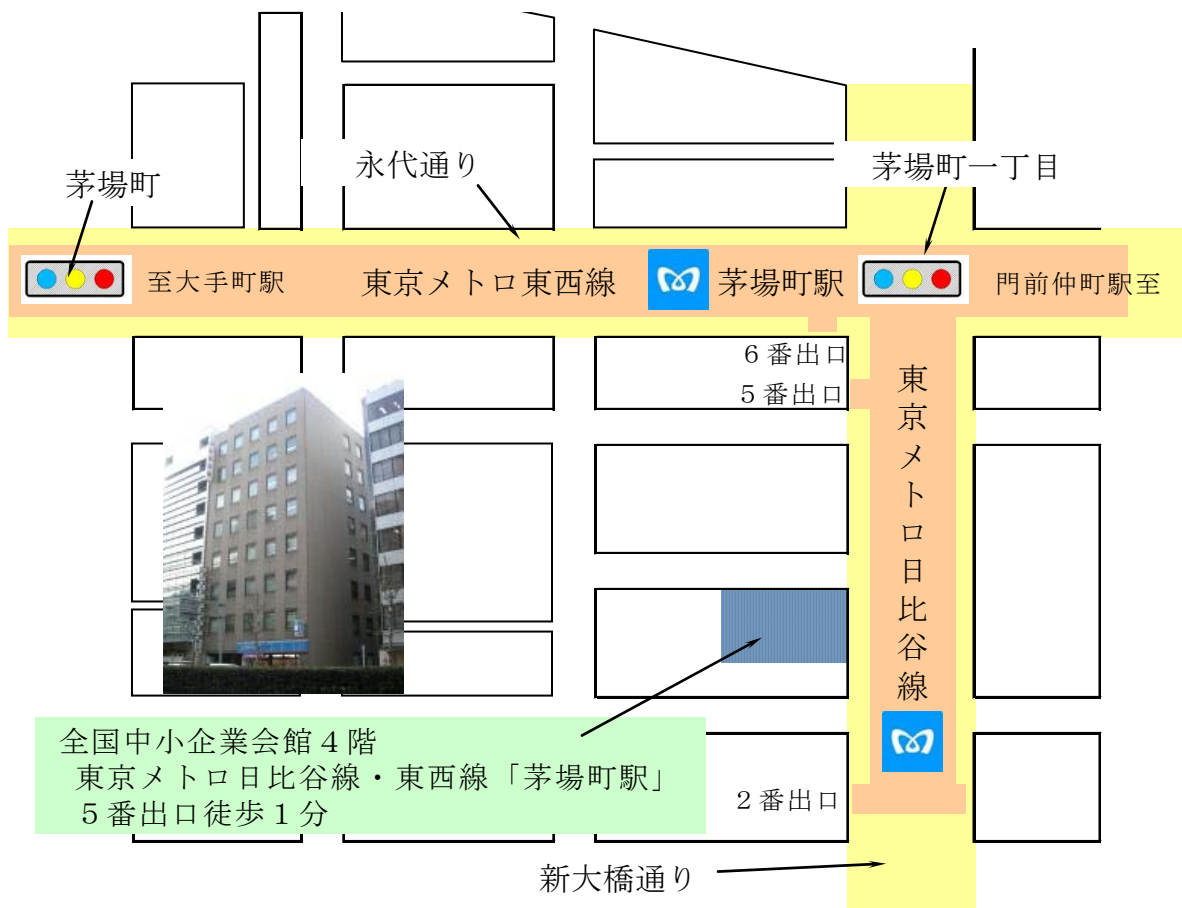 永代通り
茅場町一丁目
茅場町
至大手町駅
東京メトロ東西線
茅場町駅
門前仲町駅至
６番出口
５番出口
東京メトロ日比谷線
全国中小企業会館４階
東京メトロ日比谷線・東西線「茅場町駅」
５番出口徒歩１分
２番出口
新大橋通り